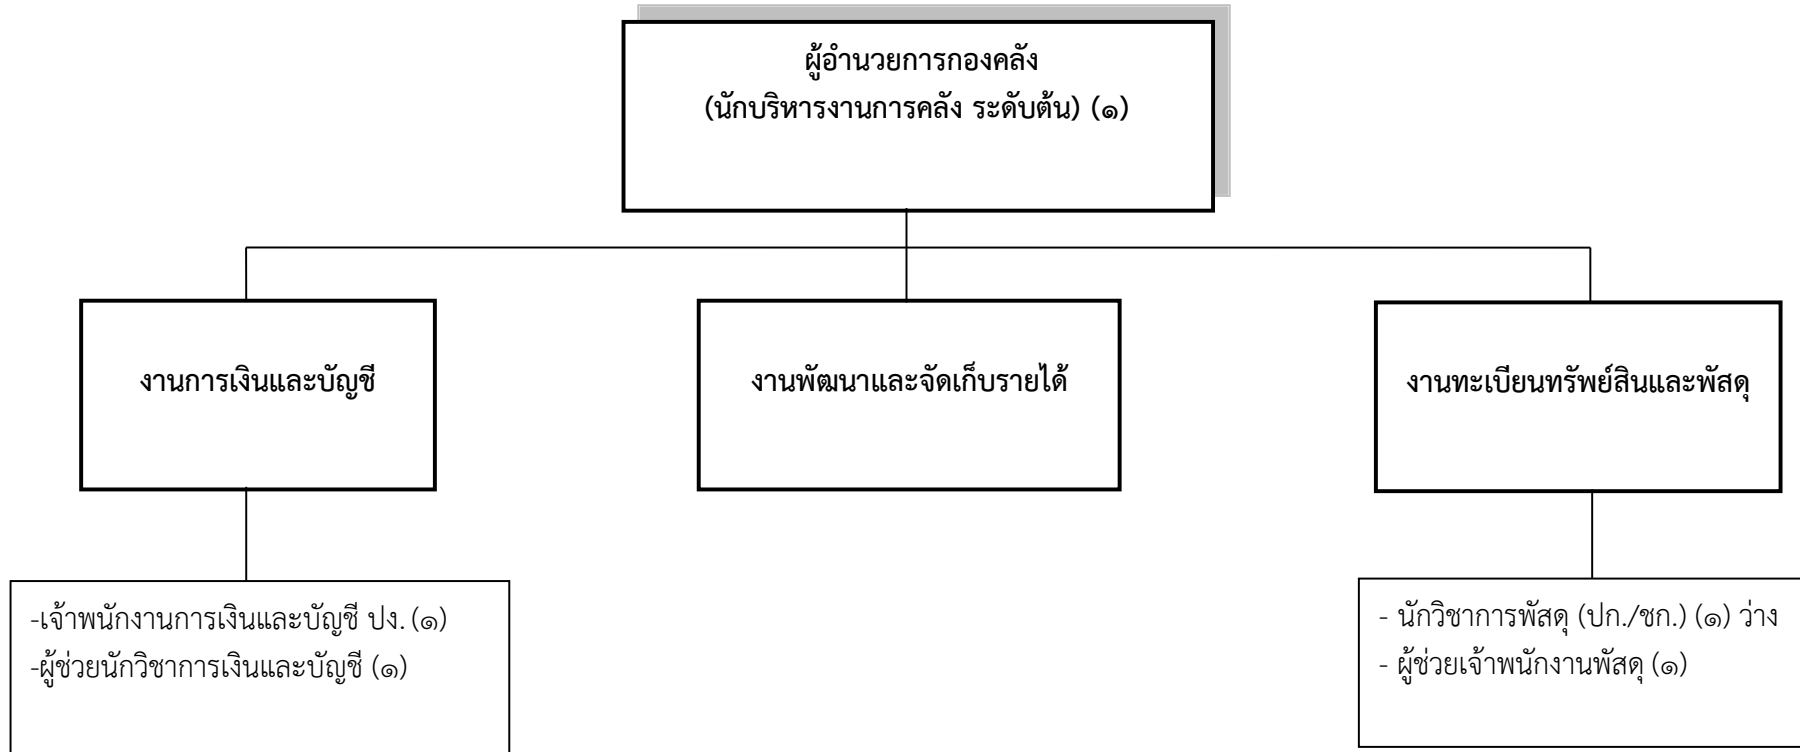 ผู้อำนวยการกองคลัง
(นักบริหารงานการคลัง ระดับต้น) (๑)
งานการเงินและบัญชี
งานพัฒนาและจัดเก็บรายได้
งานทะเบียนทรัพย์สินและพัสดุ
-เจ้าพนักงานการเงินและบัญชี ปง. (๑)
-ผู้ช่วยนักวิชาการเงินและบัญชี (๑)
- นักวิชาการพัสดุ (ปก./ชก.) (๑) ว่าง
- ผู้ช่วยเจ้าพนักงานพัสดุ (๑)